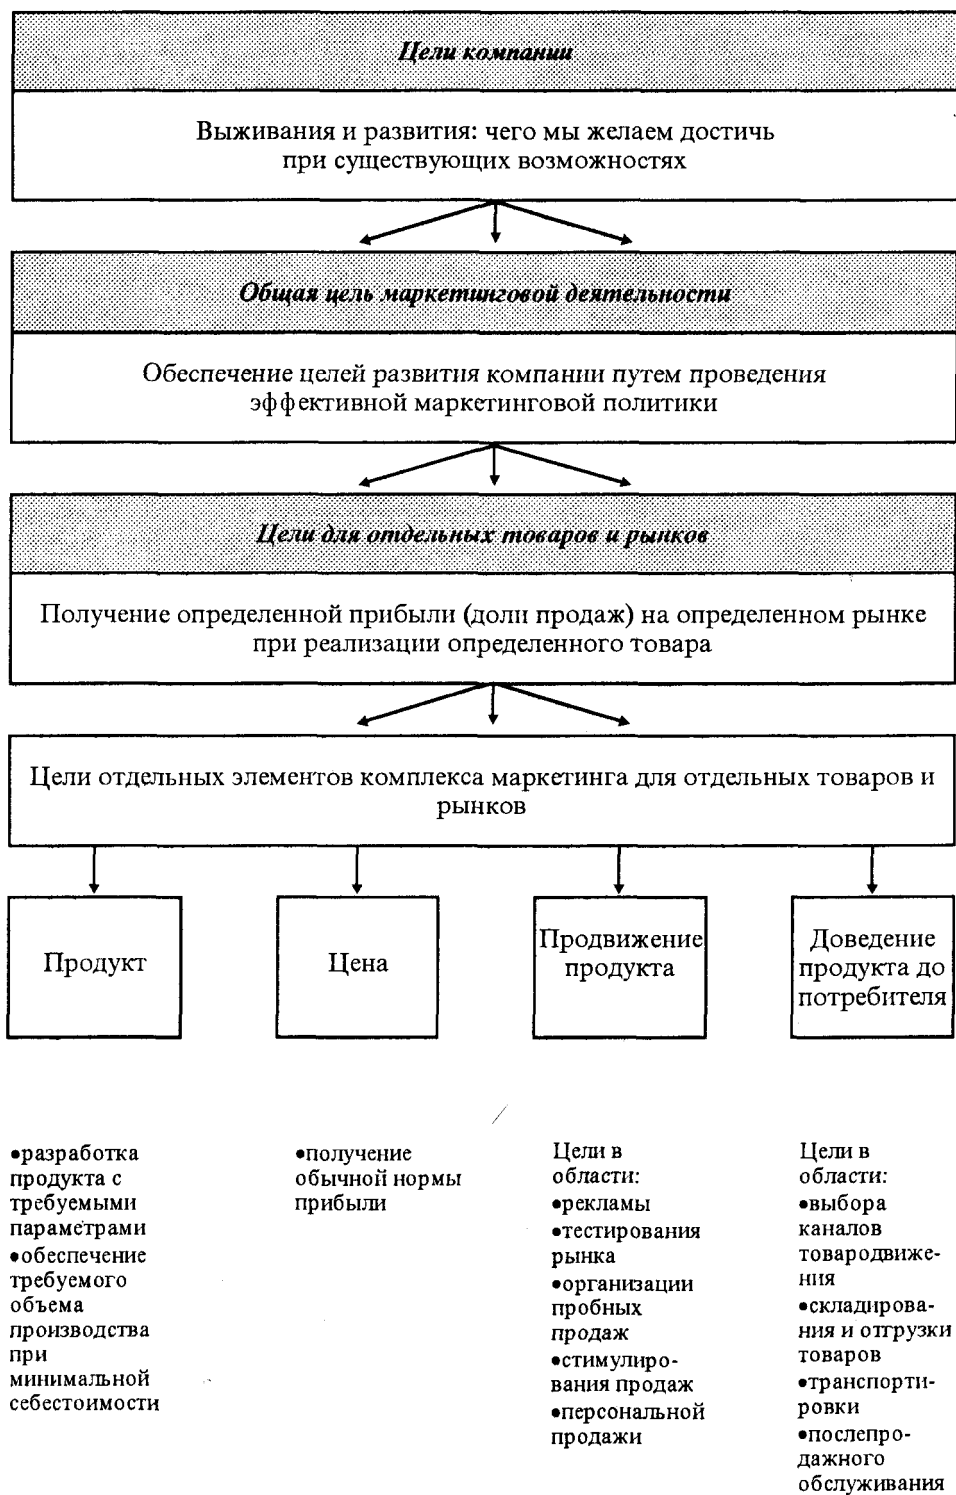 Цели компании
Выживания и развития: чего мы желаем достичь
при существующих возможностях
Общая цель маркетинговой деятельности
Обеспечение целей развития компании путем проведения
эффективной маркетинговой политики
Цели для отдельных товаров и рынков
Получение определенной прибыли (доли продаж) на определенном рынке
при реализации определенного товара
Цели отдельных элементов комплекса маркетинга для отдельных товаров и
рынков
Продукт
Цена
Продвижение
продукта
Доведение
продукта до
потребителя
•разработка
продукта с
требуемыми
параметрами
•обеспечение
требуемого
объема
производства
при
минимальной
себестоимости
•получение
обычной нормы
прибыли
Цели в
области:
•рекламы
•тестирования
рынка
•организации
пробных
продаж
•стимулиро-
вания продаж
•персональной
продажи
Цели в
области:
•выбора
каналов
товародвиже-
ния
•складирова-
ния и отгрузки
товаров
•транспорти-
ровки
•послепро-
дажного
обслуживания